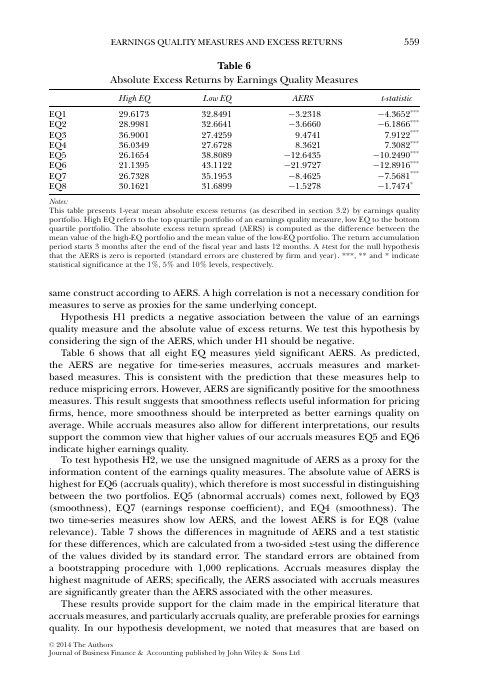 EARNINGS QUALITY MEASURES AND EXCESS RETURNS 559
Table 6
Absolute Excess Returns by Earnings Quality Measures
High EQ Low EQ AERS t-statistic
EQ1 29.6173 32.8491 −3.2318 −4.3652***
EQ2 28.9981 32.6641 −3.6660 −6.1866***
EQ3 36.9001 27.4259 9.4741 7.9122***
EQ4 36.0349 27.6728 8.3621 7.3082***
EQ5 26.1654 38.8089 −12.6435 −10.2490***
EQ6 21.1395 43.1122 −21.9727 −12.8916***
EQ7 26.7328 35.1953 −8.4625 −7.5681***
EQ8 30.1621 31.6899 −1.5278 −1.7474*
Notes:
This table presents 1-year mean absolute excess returns (as described in section 3.2) by earnings quality
portfolio. High EQ refers to the top quartile portfolio of an earnings quality measure, low EQ to the bottom
quartile portfolio. The absolute excess return spread (AERS) is computed as the difference between the
mean value of the high-EQ portfolio and the mean value of the low-EQ portfolio. The return accumulation
period starts 3 months after the end of the fiscal year and lasts 12 months. A t-test for the null hypothesis
that the AERS is zero is reported (standard errors are clustered by firm and year). ***, ** and * indicate
statistical significance at the 1%, 5% and 10% levels, respectively.
same construct according to AERS. A high correlation is not a necessary condition for
measures to serve as proxies for the same underlying concept.
Hypothesis H1 predicts a negative association between the value of an earnings
quality measure and the absolute value of excess returns. We test this hypothesis by
considering the sign of the AERS, which under H1 should be negative.
Table 6 shows that all eight EQ measures yield significant AERS. As predicted,
the AERS are negative for time-series measures, accruals measures and market-
based measures. This is consistent with the prediction that these measures help to
reduce mispricing errors. However, AERS are significantly positive for the smoothness
measures. This result suggests that smoothness reflects useful information for pricing
firms, hence, more smoothness should be interpreted as better earnings quality on
average. While accruals measures also allow for different interpretations, our results
support the common view that higher values of our accruals measures EQ5 and EQ6
indicate higher earnings quality.
To test hypothesis H2, we use the unsigned magnitude of AERS as a proxy for the
information content of the earnings quality measures. The absolute value of AERS is
highest for EQ6 (accruals quality), which therefore is most successful in distinguishing
between the two portfolios. EQ5 (abnormal accruals) comes next, followed by EQ3
(smoothness), EQ7 (earnings response coefficient), and EQ4 (smoothness). The
two time-series measures show low AERS, and the lowest AERS is for EQ8 (value
relevance). Table 7 shows the differences in magnitude of AERS and a test statistic
for these differences, which are calculated from a two-sided z-test using the difference
of the values divided by its standard error. The standard errors are obtained from
a bootstrapping procedure with 1,000 replications. Accruals measures display the
highest magnitude of AERS; specifically, the AERS associated with accruals measures
are significantly greater than the AERS associated with the other measures.
These results provide support for the claim made in the empirical literature that
accruals measures, and particularly accruals quality, are preferable proxies for earnings
quality. In our hypothesis development, we noted that measures that are based on
© 2014 The Authors
Journal of Business Finance & Accounting published by John Wiley & Sons Ltd